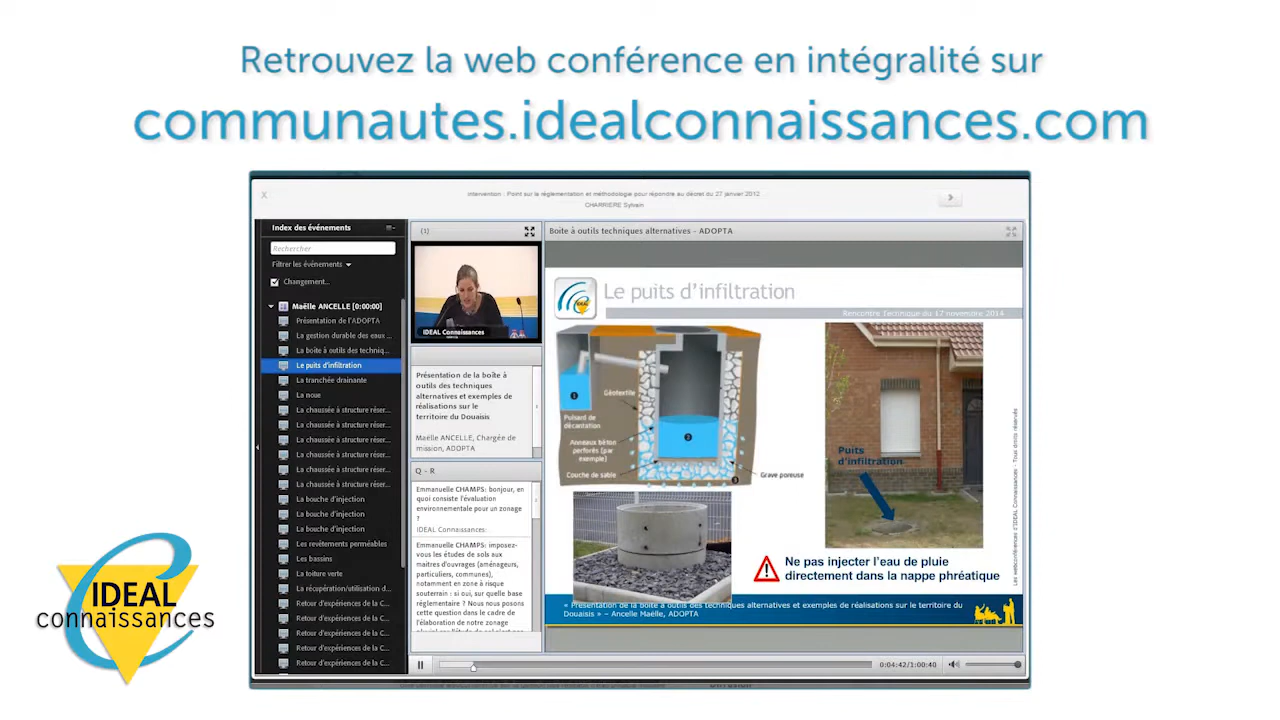 Retrouvez la web conférence en intégralité sur
communautes.idealconnaissances.com
X
Intervention : Point sur la réglementation et méthodologie pour répondre au décret du 27 janvier 2012
CHARRIERE Sylvain
Index des événements
Rechercher
Filtrer les événements
Changement...
Maëlle ANCELLE [0:00:00]
Présentation de l'ADOPTA
La gestion durable des eaux ...
La boîte à outils des techniq...
Le puits d'infiltration
La tranchée drainante
La noue
La chaussée à structure réser...
La chaussée à structure réser...
La chaussée à structure réser...
La chaussée à structure réser...
La chaussée à structure réser...
La chaussée à structure réser...
La bouche d'injection
La bouche d'injection
La bouche d'injection
Les revêtements perméables
Les bassins
La toiture verte
La récupération/utilisation d...
Retour d'expériences de la C...
Retour d'expériences de la C...
Retour d'expériences de la C...
Retour d'expériences de la C...
Retour d'expériences de la C...
(1)
IDEAL Connaissances
Présentation de la boîte à
outils des techniques
alternatives et exemples de
réalisations sur le
territoire du Douaisis
Maëlle ANCELLE, Chargée de
mission, ADOPTA
Q - R
Emmanuelle CHAMPS: bonjour, en
quoi consiste l'évaluation
environnementale pour un zonage
?
IDEAL Connaissances:
Emmanuelle CHAMPS: imposez-
vous les études de sols aux
maitres d'ouvrages (aménageurs,
particuliers, communes),
notamment en zone à risque
souterrain : si oui, sur quelle base
réglementaire ? Nous nous posons
cette question dans le cadre de
l'élaboration de notre zonage
Boite à outils techniques alternatives - ADOPTA
IDEAL
Le puits d'infiltration
Rencontre Technique du 17 novembre 2014
1
Puisard de
décantation
Géotextile
Anneaux béton
perforés (par
exemple)
Couche de sable
2
3
Grave poreuse
Puits
d'infiltration
Ne pas injecter l'eau de pluie
directement dans la nappe phréatique
Les webconférences d'IDEAL Connaissances - Tous droits réservés
« Présentation de la boîte à outils des techniques alternatives et exemples de réalisations sur le territoire du
Douaisis » – Ancelle Maëlle, ADOPTA
0:04:42/1:00:40
IDEAL
connaissances